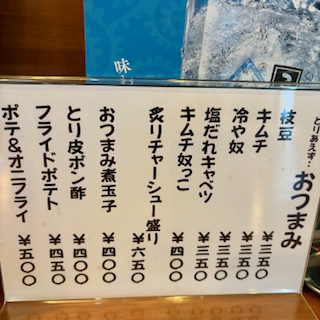 とりあえず…
おつまみ
枝豆 ¥三五〇
キムチ ¥三五〇
冷や奴 ¥三五〇
塩だれキャベツ ¥三五〇
キムチ奴っこ ¥四〇〇
炙りチャーシュー盛り ¥六五〇
おつまみ煮玉子 ¥四〇〇
とり皮ポン酢 ¥四五〇
フライドポテト ¥四五〇
ポテ&オニフライ ¥五〇〇
味